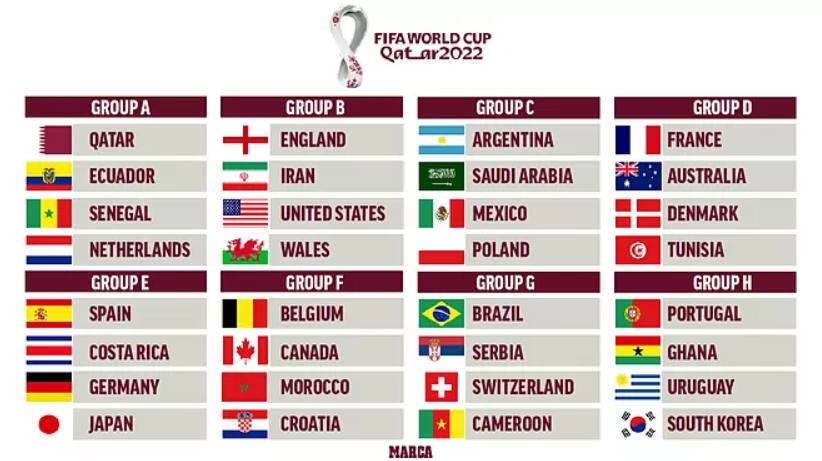 FIFA WORLD CUP
Qatar2022
GROUP A
QATAR
ECUADOR
SENEGAL
NETHERLANDS
GROUP B
ENGLAND
IRAN
UNITED STATES
WALES
GROUP C
ARGENTINA
SAUDI ARABIA
MEXICO
POLAND
GROUP D
FRANCE
AUSTRALIA
DENMARK
TUNISIA
GROUP E
SPAIN
COSTA RICA
GERMANY
JAPAN
GROUP F
BELGIUM
CANADA
MOROCCO
CROATIA
GROUP G
BRAZIL
SERBIA
SWITZERLAND
CAMEROON
GROUP H
PORTUGAL
GHANA
URUGUAY
SOUTH KOREA
MARCA